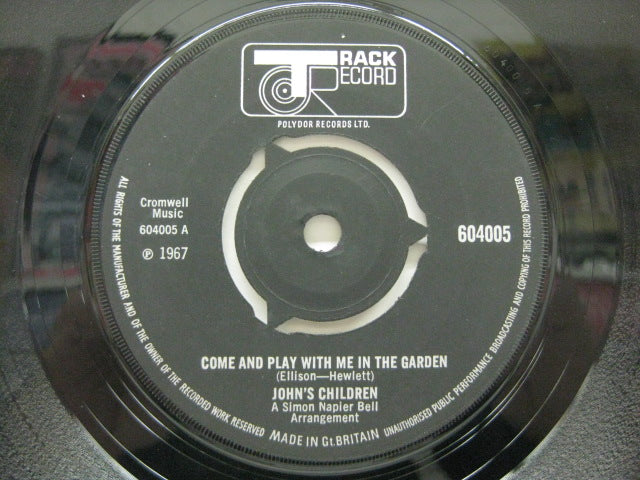 TRACK
RECORD
POLYDOR RECORDS LTD.
Cromwell
Music
604005 A
℗ 1967
604005
COME AND PLAY WITH ME IN THE GARDEN
(Ellison—Hewlett)
JOHN'S CHILDREN
A Simon Napier Bell
Arrangement
ALL RIGHTS OF THE MANUFACTURER AND OF THE OWNER OF THE RECORDED WORK RESERVED
MADE IN Gt.BRITAIN
UNAUTHORISED PUBLIC PERFORMANCE BROADCASTING AND COPYING OF THIS RECORD PROHIBITED